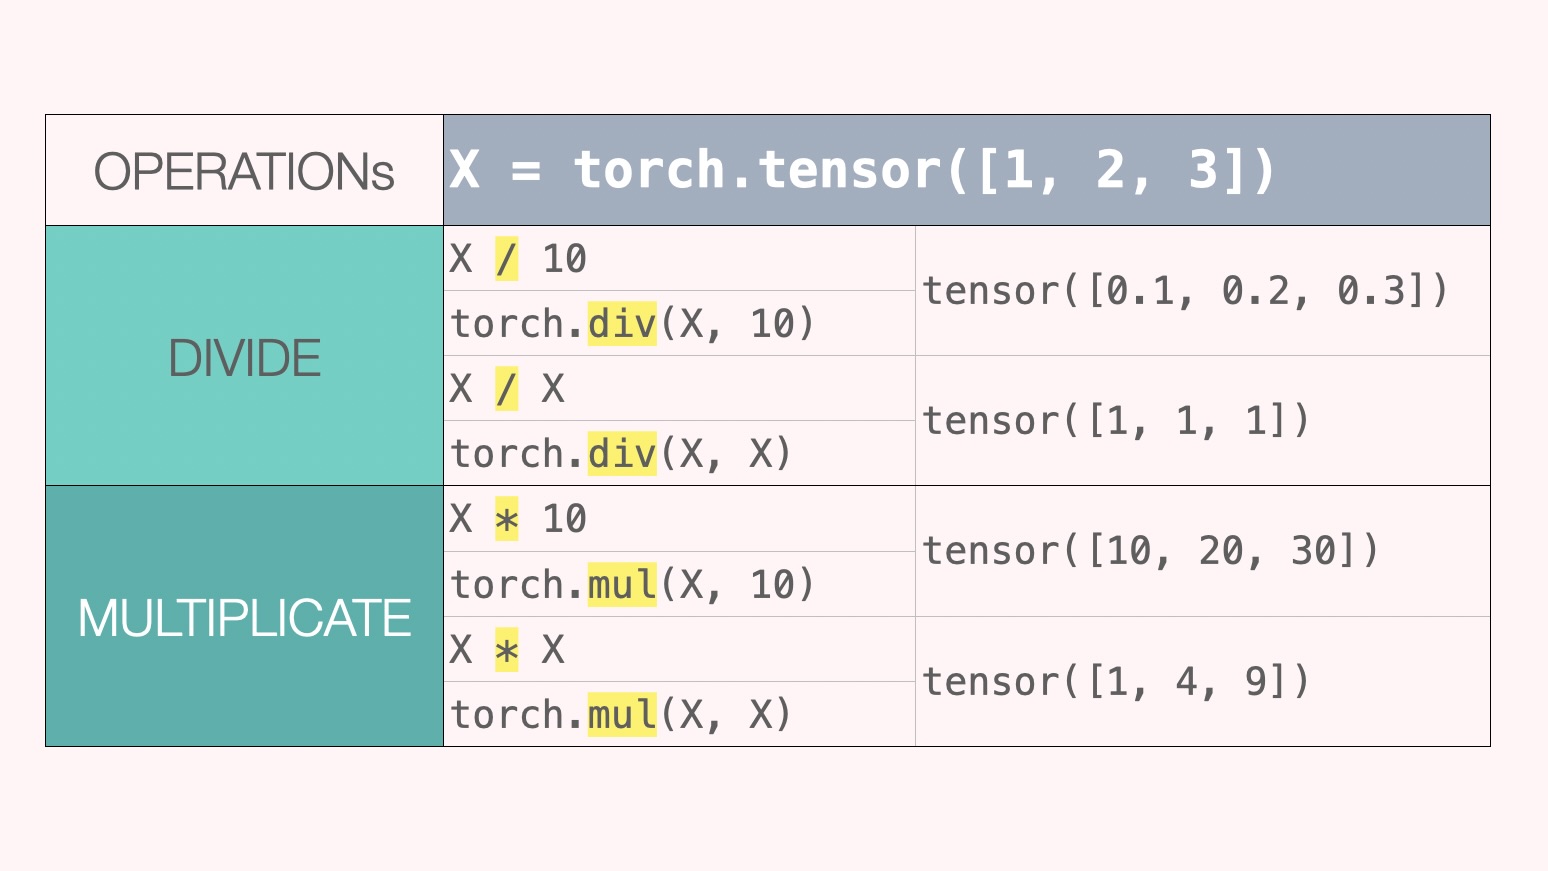 OPERATIONs
X = torch.tensor([1, 2, 3])
DIVIDE
X / 10
torch.div(X, 10)
tensor([0.1, 0.2, 0.3])
X / X
torch.div(X, X)
tensor([1, 1, 1])
MULTIPLICATE
X * 10
torch.mul(X, 10)
tensor([10, 20, 30])
X * X
torch.mul(X, X)
tensor([1, 4, 9])